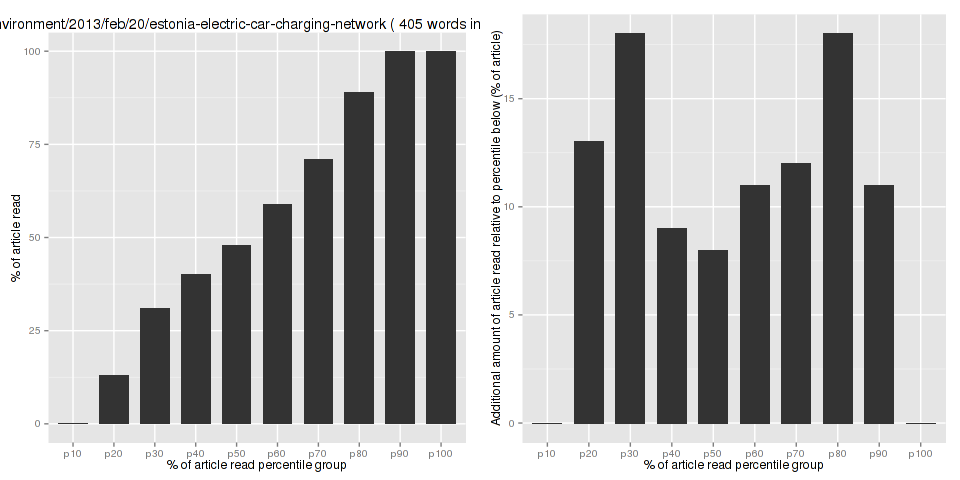 vironment/2013/feb/20/estonia-electric-car-charging-network ( 405 words in
% of article read
100
75
50
25
0
p10 p20 p30 p40 p50 p60 p70 p80 p90 p100
% of article read percentile group
Additional amount of article read relative to percentile below (% of article)
15
10
5
0
p10 p20 p30 p40 p50 p60 p70 p80 p90 p100
% of article read percentile group